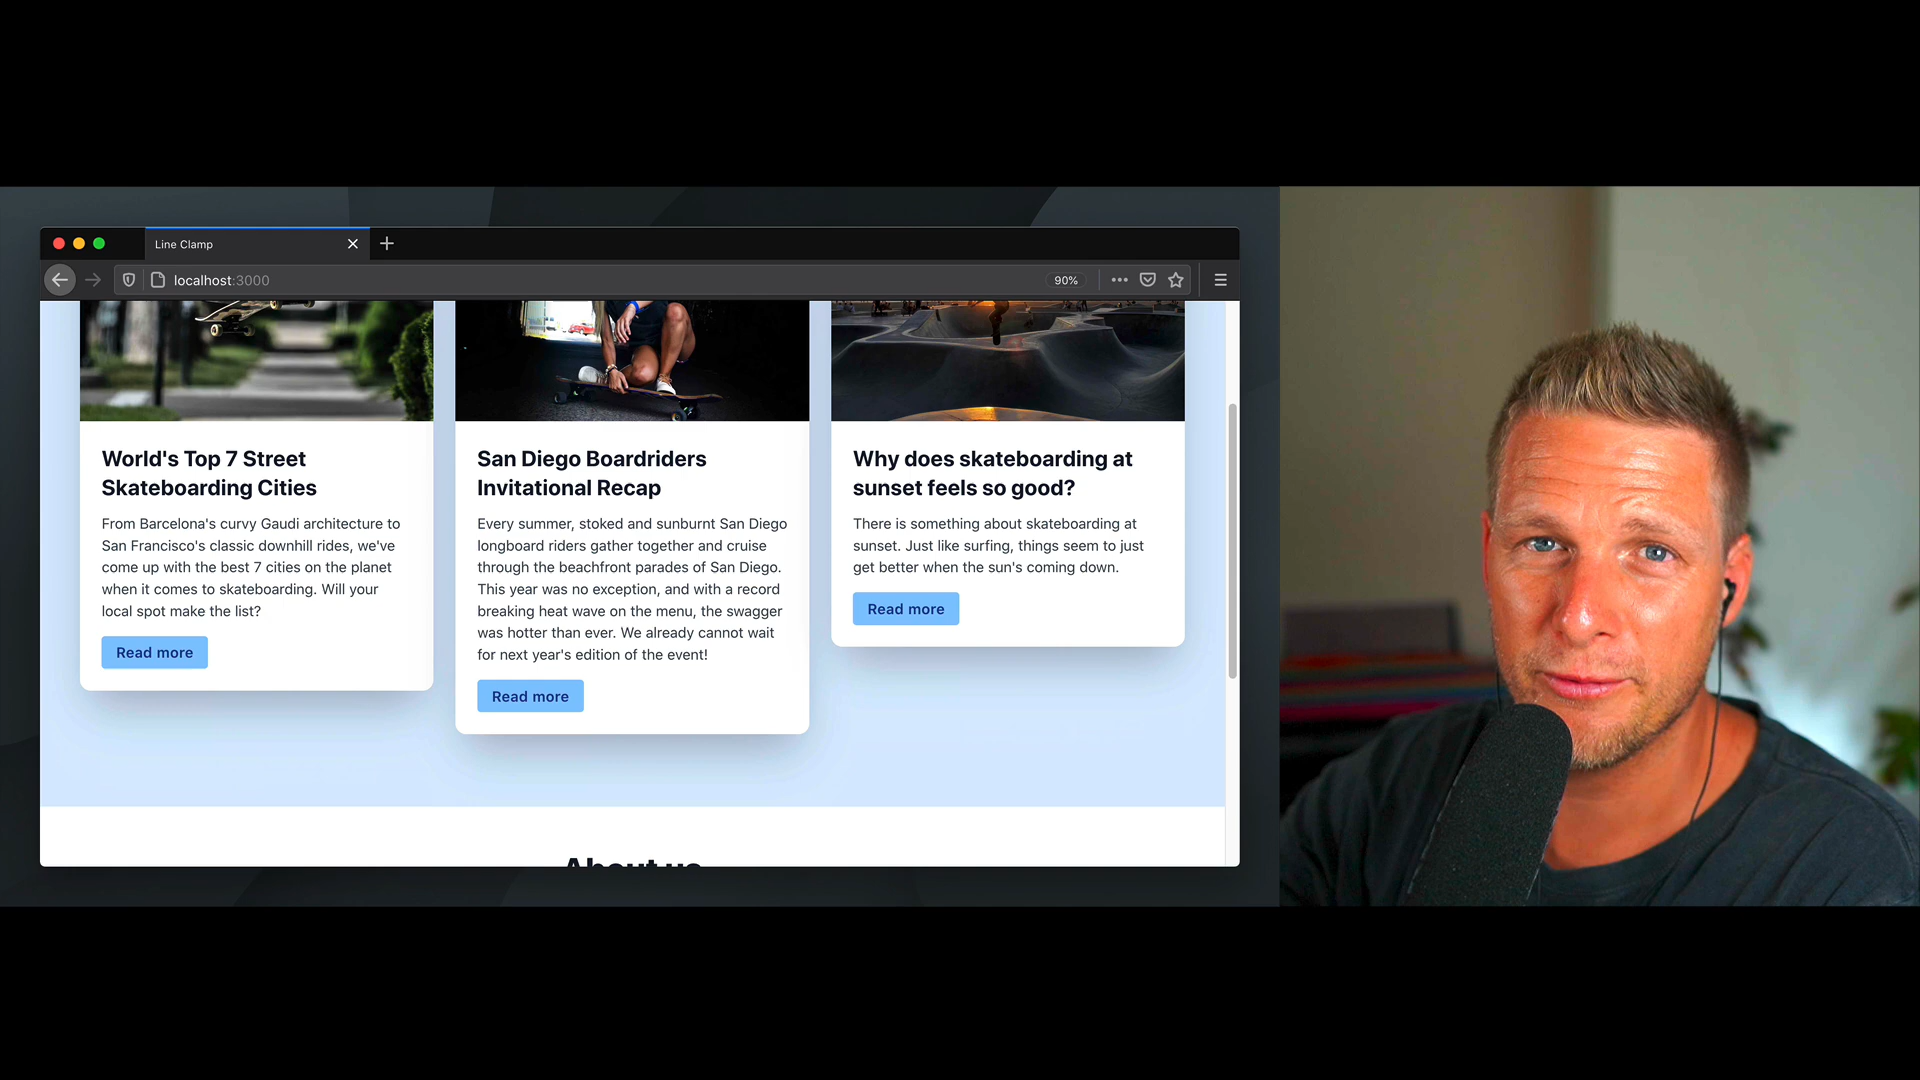 Line Clamp
localhost:3000
90%
World's Top 7 Street
Skateboarding Cities
From Barcelona's curvy Gaudi architecture to
San Francisco's classic downhill rides, we've
come up with the best 7 cities on the planet
when it comes to skateboarding. Will your
local spot make the list?
Read more
San Diego Boardriders
Invitational Recap
Every summer, stoked and sunburnt San Diego
longboard riders gather together and cruise
through the beachfront parades of San Diego.
This year was no exception, and with a record
breaking heat wave on the menu, the swagger
was hotter than ever. We already cannot wait
for next year's edition of the event!
Read more
Why does skateboarding at
sunset feels so good?
There is something about skateboarding at
sunset. Just like surfing, things seem to just
get better when the sun's coming down.
Read more
About us